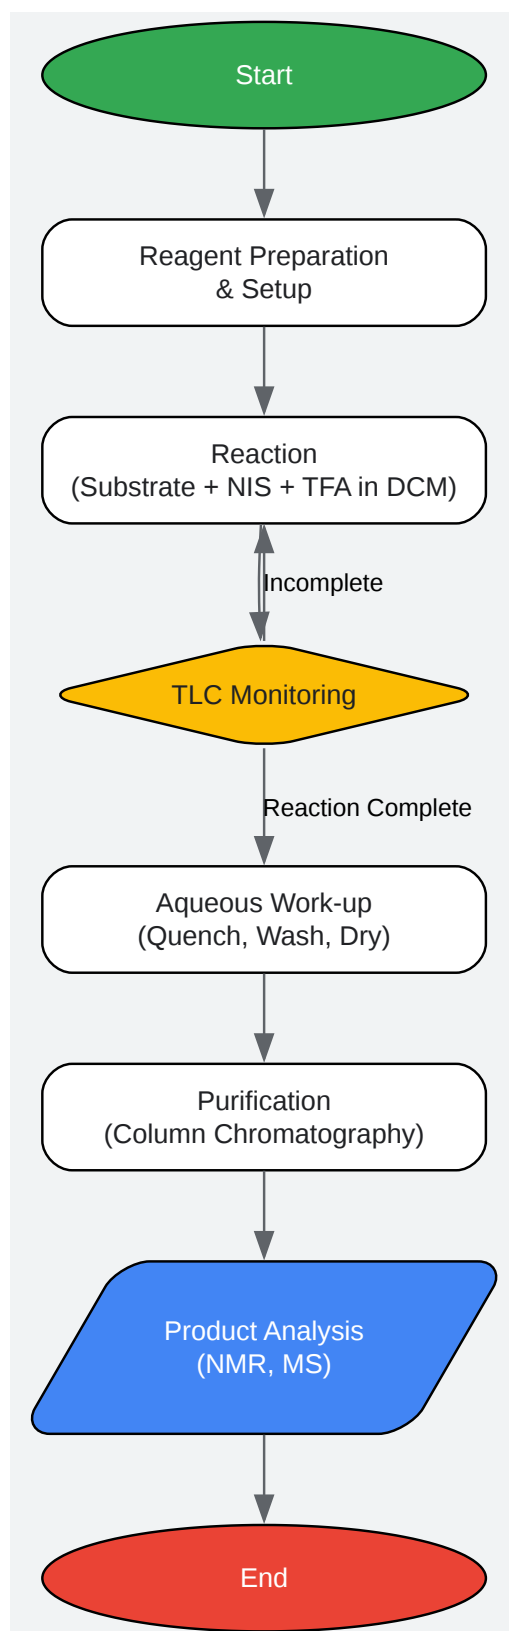 Start
Reagent Preparation
& Setup
Reaction
(Substrate + NIS + TFA in DCM)
Incomplete
TLC Monitoring
Reaction Complete
Aqueous Work-up
(Quench, Wash, Dry)
Purification
(Column Chromatography)
Product Analysis
(NMR, MS)
End